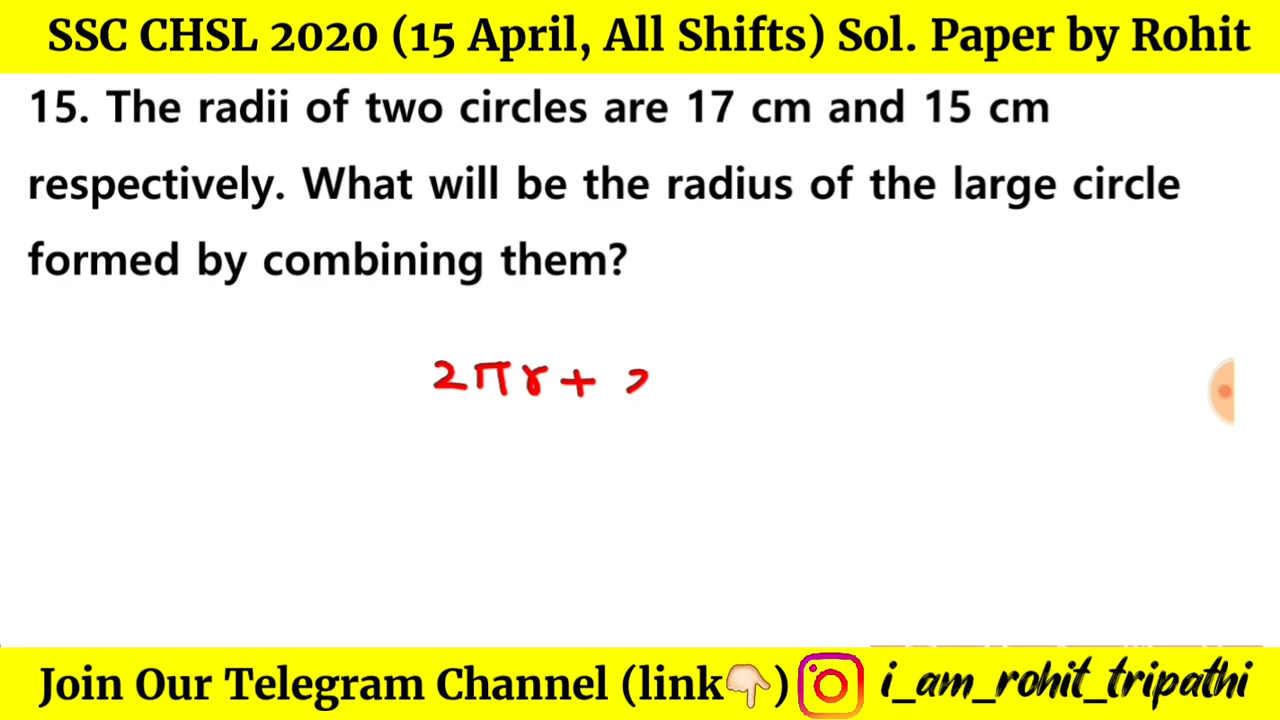 SSC CHSL 2020 (15 April, All Shifts) Sol. Paper by Rohit
15. The radii of two circles are 17 cm and 15 cm
respectively. What will be the radius of the large circle
formed by combining them?
2πr + 2
Join Our Telegram Channel (link👇🏻) i_am_rohit_tripathi